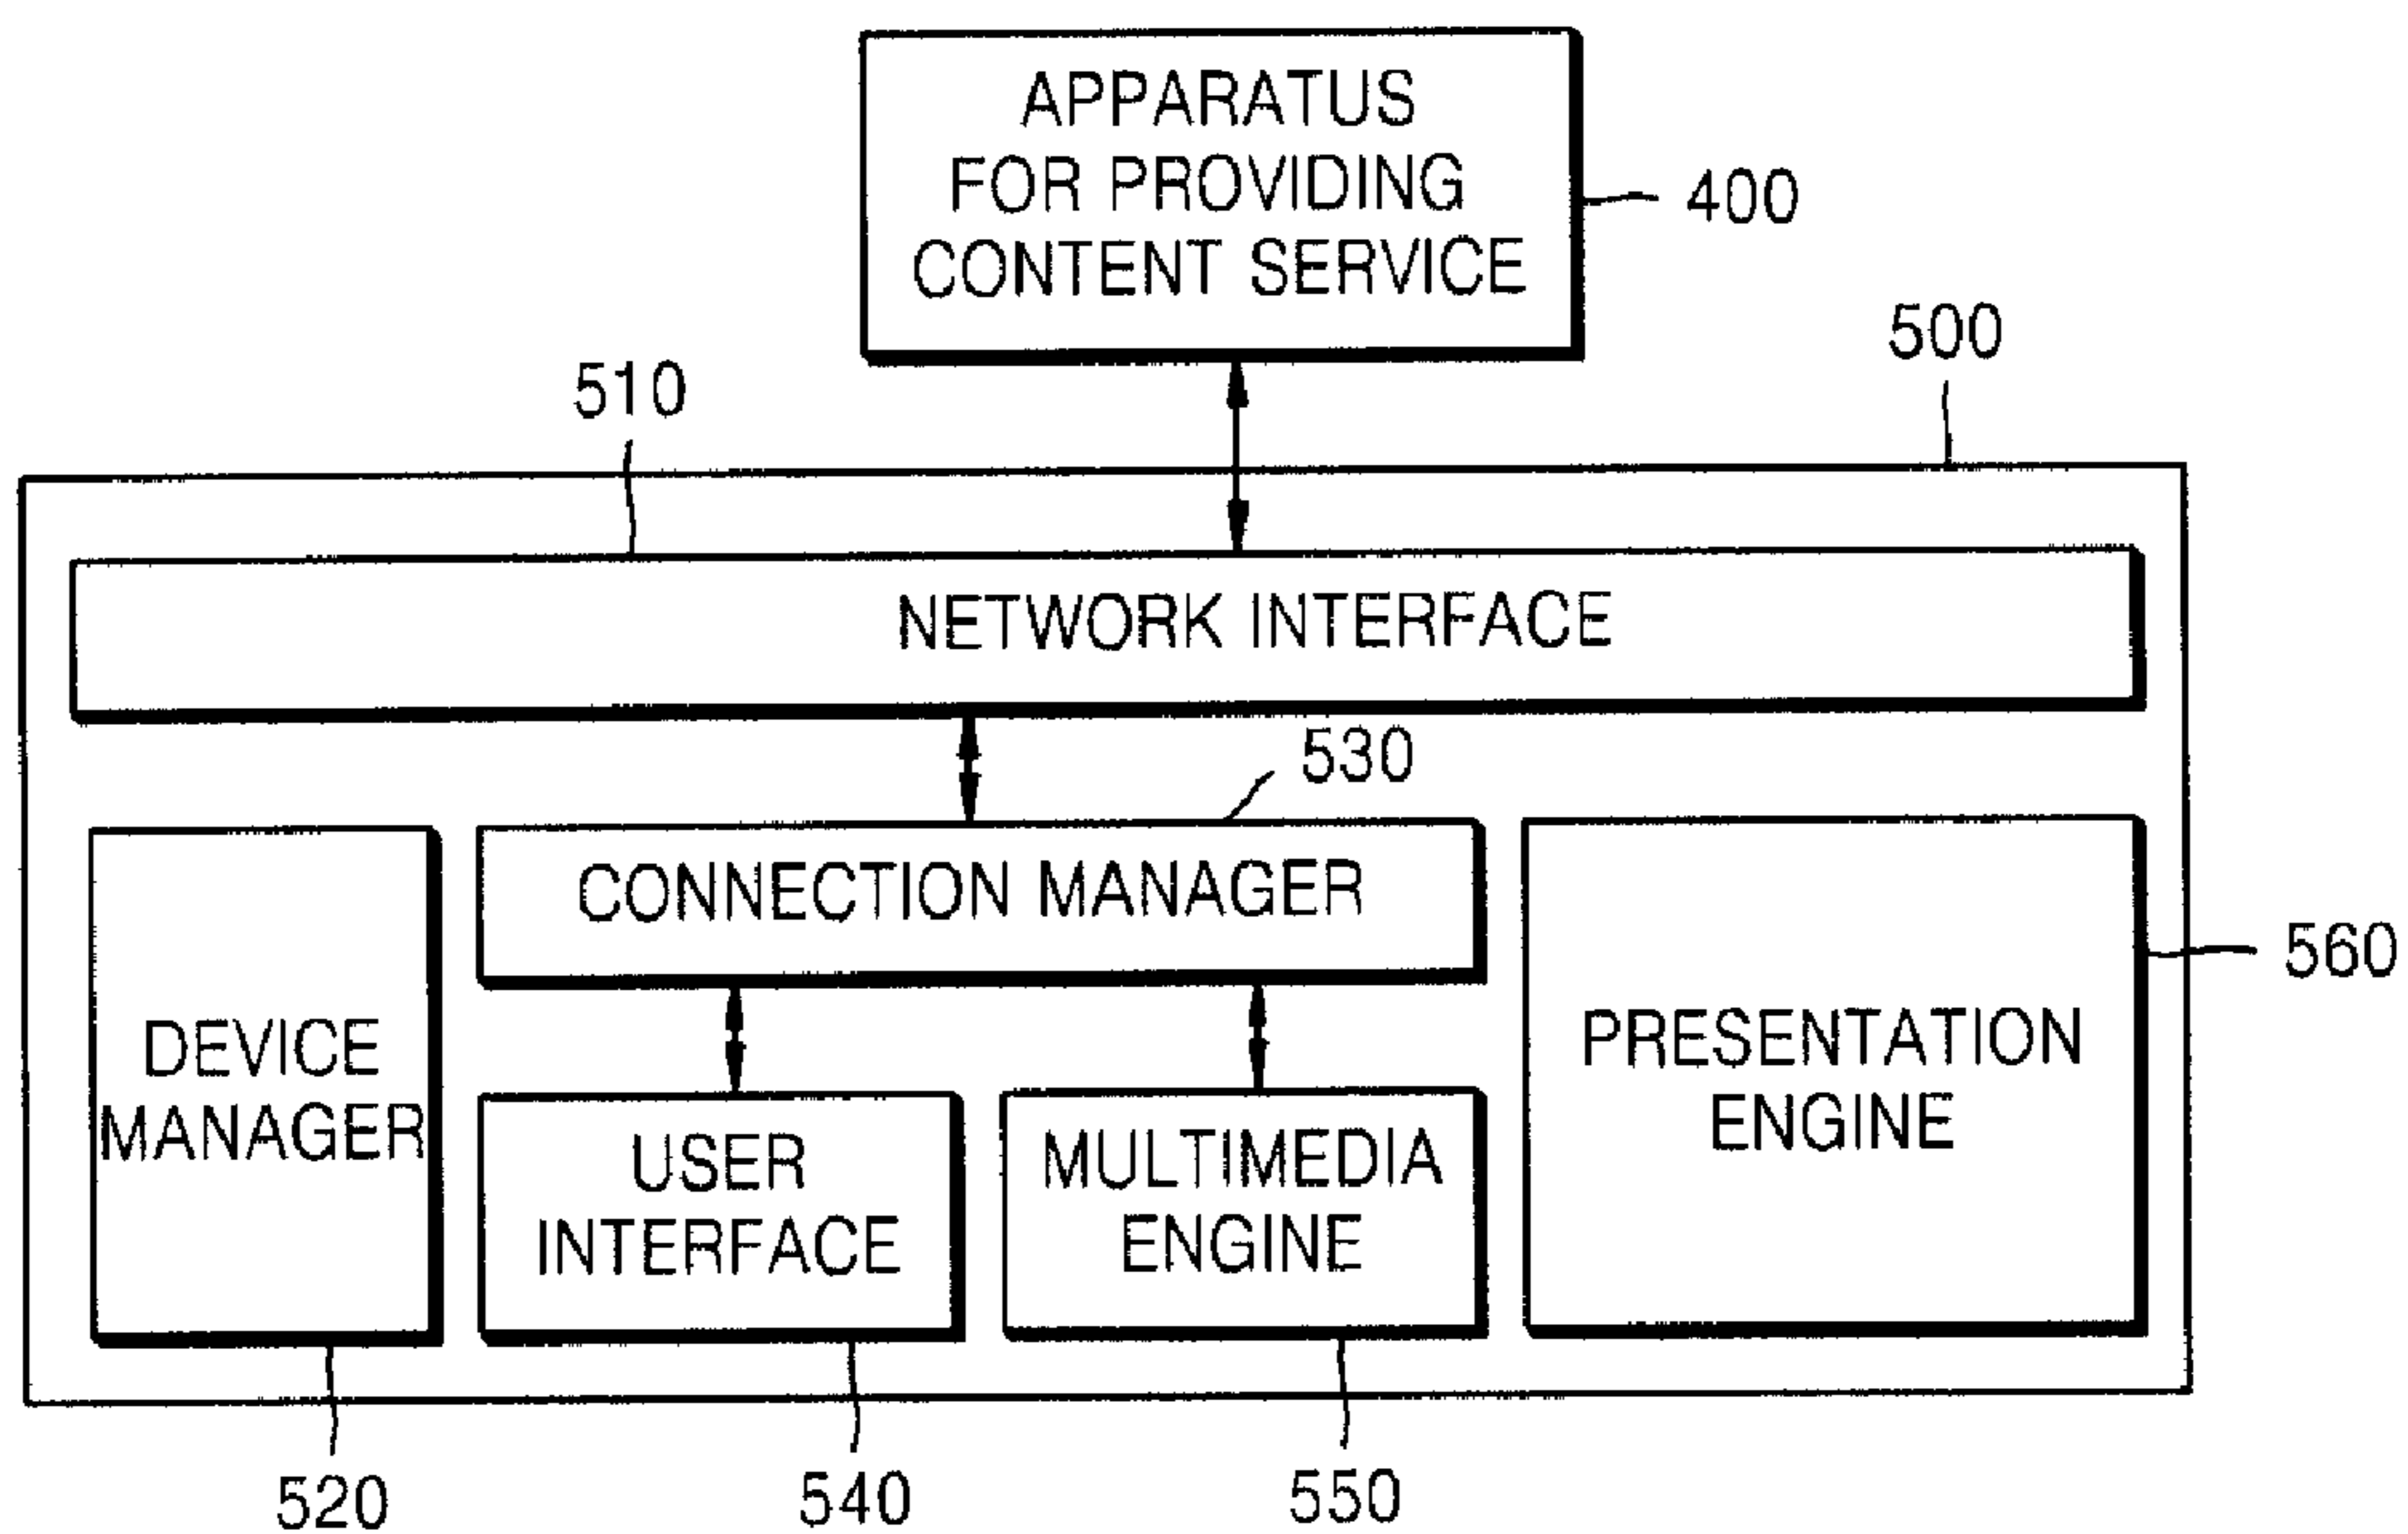 APPARATUS
FOR PROVIDING
CONTENT SERVICE
400
500
510
NETWORK INTERFACE
530
CONNECTION MANAGER
560
DEVICE
MANAGER
USER
INTERFACE
MULTIMEDIA
ENGINE
PRESENTATION
ENGINE
520
540
550